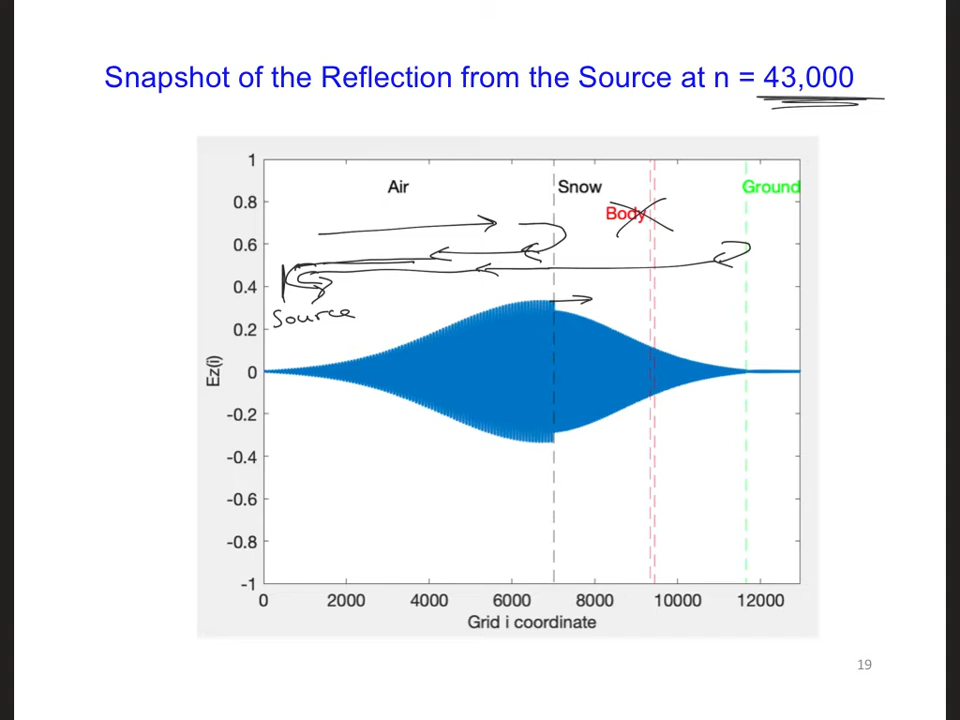 Snapshot of the Reflection from the Source at n = 43,000
1
Air
Snow
Ground
0.8
Body
0.6
0.4
Source
0.2
Ez(i)
0
-0.2
-0.4
-0.6
-0.8
-1
0 2000 4000 6000 8000 10000 12000
Grid i coordinate
19